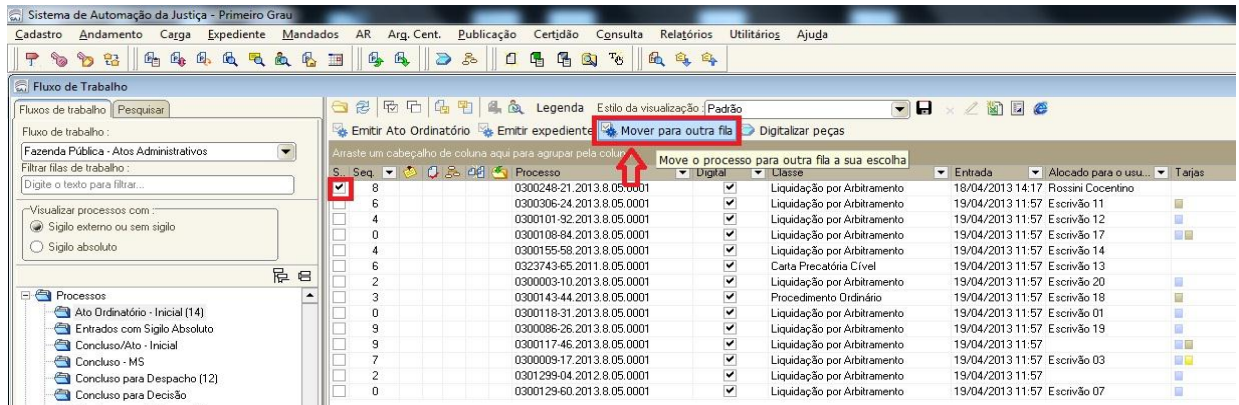 Sistema de Automação da Justiça - Primeiro Grau
Cadastro Andamento Carga Expediente Mandados AR Arq. Cent. Publicação Certidão Consulta Relatórios Utilitários Ajuda
Fluxo de Trabalho
Fluxos de trabalho Pesquisar
Legenda Estilo da visualização : Padrão
Fluxo de trabalho :
Emitir Ato Ordinatório Emitir expediente Mover para outra fila Digitalizar peças
Fazenda Pública - Atos Administrativos
Arraste um cabeçalho de coluna aqui para agrupar pela
Move o processo para outra fila a sua escolha
Filtrar filas de trabalho :
Digite o texto para filtrar...
S.. Seq. Processo Digital Classe Entrada Alocado para o usu... Tarjas
8 0300248-21.2013.8.05.0001 Liquidação por Arbitramento 18/04/2013 14:17 Rossini Cocentino
6 0300306-24.2013.8.05.0001 Liquidação por Arbitramento 19/04/2013 11:57 Escrivão 11
4 0300101-92.2013.8.05.0001 Liquidação por Arbitramento 19/04/2013 11:57 Escrivão 12
0 0300108-84.2013.8.05.0001 Liquidação por Arbitramento 19/04/2013 11:57 Escrivão 17
4 0300155-58.2013.8.05.0001 Liquidação por Arbitramento 19/04/2013 11:57 Escrivão 14
6 0323743-65.2011.8.05.0001 Carta Precatória Cível 19/04/2013 11:57 Escrivão 13
2 0300003-10.2013.8.05.0001 Liquidação por Arbitramento 19/04/2013 11:57 Escrivão 20
3 0300143-44.2013.8.05.0001 Procedimento Ordinário 19/04/2013 11:57 Escrivão 18
0 0300118-31.2013.8.05.0001 Liquidação por Arbitramento 19/04/2013 11:57 Escrivão 01
9 0300086-26.2013.8.05.0001 Liquidação por Arbitramento 19/04/2013 11:57 Escrivão 19
9 0300117-46.2013.8.05.0001 Liquidação por Arbitramento 19/04/2013 11:57
7 0300009-17.2013.8.05.0001 Liquidação por Arbitramento 19/04/2013 11:57 Escrivão 03
2 0301299-04.2012.8.05.0001 Liquidação por Arbitramento 19/04/2013 11:57
0 0300129-60.2013.8.05.0001 Liquidação por Arbitramento 19/04/2013 11:57 Escrivão 07
Visualizar processos com :
Sigilo externo ou sem sigilo
Sigilo absoluto
Processos
Ato Ordinatório - Inicial (14)
Entrados com Sigilo Absoluto
Concluso/Ato - Inicial
Concluso - MS
Concluso para Despacho (12)
Concluso para Decisão